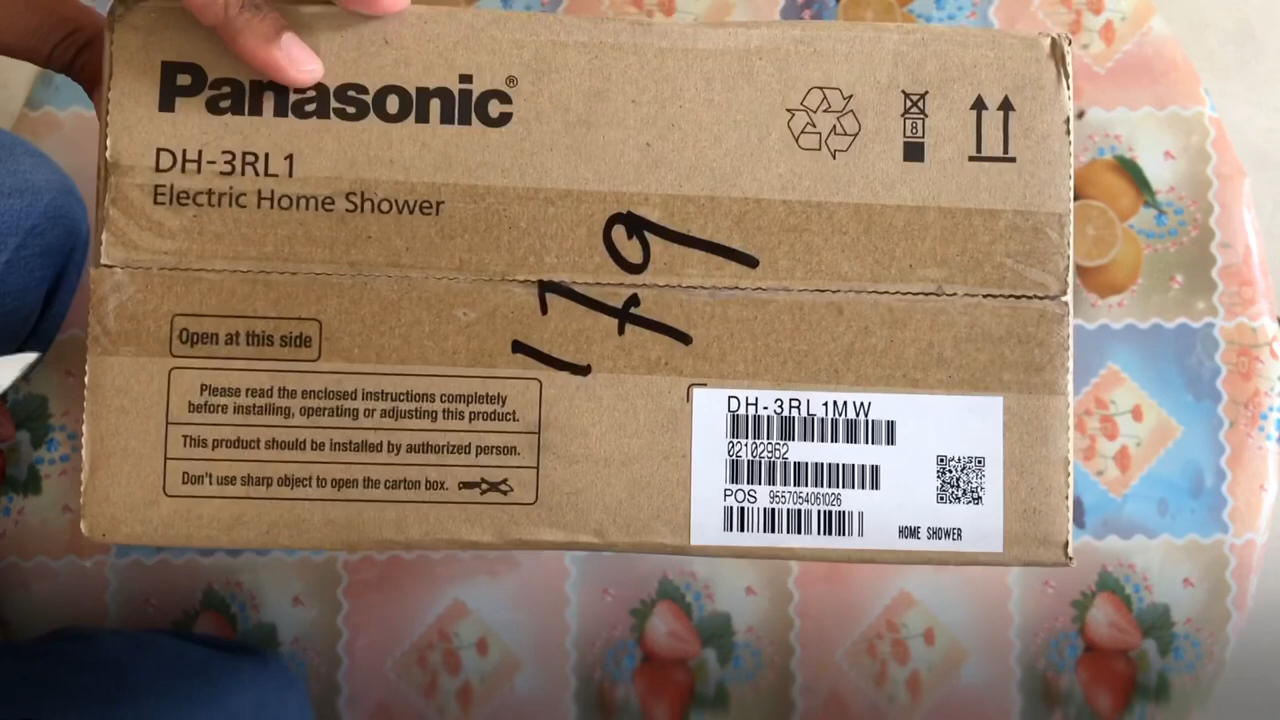 Panasonic®
DH-3RL1
Electric Home Shower
8
179
Open at this side
Please read the enclosed instructions completely
before installing, operating or adjusting this product.
This product should be installed by authorized person.
Don't use sharp object to open the carton box.
DH-3RL1MW
02102962
POS 9557054061026
HOME SHOWER